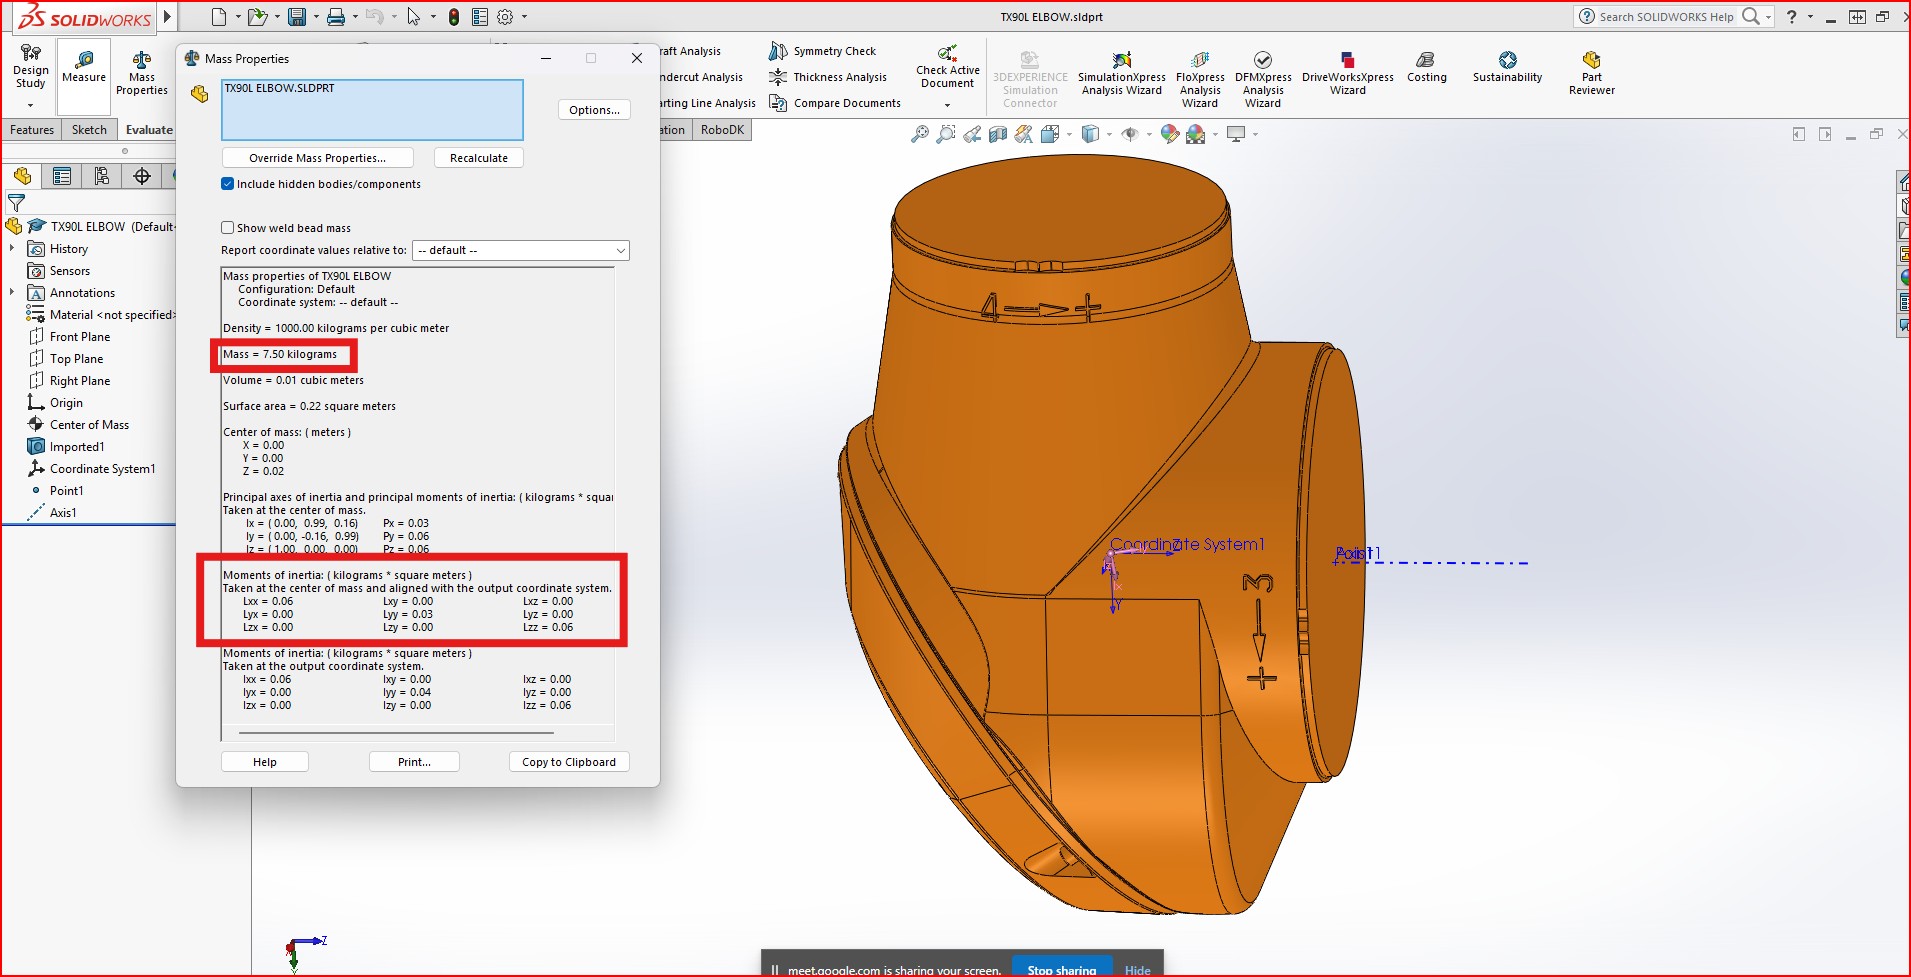 SOLIDWORKS
TX90L ELBOW.sldprt
Search SOLIDWORKS Help
Design Study
Measure
Mass Properties
Draft Analysis
Undercut Analysis
Parting Line Analysis
Symmetry Check
Thickness Analysis
Compare Documents
Check Active Document
3DEXPERIENCE Simulation Connector
SimulationXpress Analysis Wizard
FloXpress Analysis Wizard
DFMXpress Analysis Wizard
DriveWorksXpress Wizard
Costing
Sustainability
Part Reviewer
Features
Sketch
Evaluate
ation
RoboDK
TX90L ELBOW (Default
History
Sensors
Annotations
Material <not specified>
Front Plane
Top Plane
Right Plane
Origin
Center of Mass
Imported1
Coordinate System1
Point1
Axis1
Mass Properties
TX90L ELBOW.SLDPRT
Options...
Override Mass Properties...
Recalculate
Include hidden bodies/components
Show weld bead mass
Report coordinate values relative to: -- default --
Mass properties of TX90L ELBOW
Configuration: Default
Coordinate system: -- default --
Density = 1000.00 kilograms per cubic meter
Mass = 7.50 kilograms
Volume = 0.01 cubic meters
Surface area = 0.22 square meters
Center of mass: ( meters )
X = 0.00
Y = 0.00
Z = 0.02
Principal axes of inertia and principal moments of inertia: ( kilograms * squar
Taken at the center of mass.
Ix = ( 0.00, 0.99, 0.16) Px = 0.03
Iy = ( 0.00, -0.16, 0.99) Py = 0.06
Iz = ( 1.00, 0.00, 0.00) Pz = 0.06
Moments of inertia: ( kilograms * square meters )
Taken at the center of mass and aligned with the output coordinate system.
Lxx = 0.06 Lxy = 0.00 Lxz = 0.00
Lyx = 0.00 Lyy = 0.03 Lyz = 0.00
Lzx = 0.00 Lzy = 0.00 Lzz = 0.06
Moments of inertia: ( kilograms * square meters )
Taken at the output coordinate system.
Ixx = 0.06 Ixy = 0.00 Ixz = 0.00
Iyx = 0.00 Iyy = 0.04 Iyz = 0.00
Izx = 0.00 Izy = 0.00 Izz = 0.06
Help
Print...
Copy to Clipboard
4 +
Coordinate System1
Z
Y
3
+
Z
Y
meet.google.com is sharing your screen.
Stop sharing
Hide